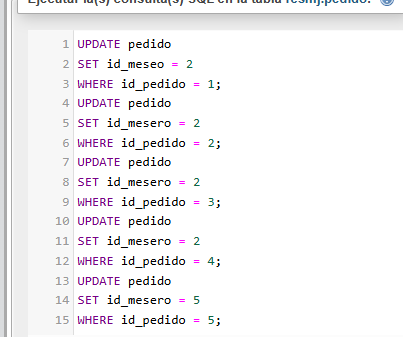 Ejecutar la(s) consulta(s) SQL en la tabla resmj.pedido:
1 UPDATE pedido
2 SET id_meseo = 2
3 WHERE id_pedido = 1;
4 UPDATE pedido
5 SET id_mesero = 2
6 WHERE id_pedido = 2;
7 UPDATE pedido
8 SET id_mesero = 2
9 WHERE id_pedido = 3;
10 UPDATE pedido
11 SET id_mesero = 2
12 WHERE id_pedido = 4;
13 UPDATE pedido
14 SET id_mesero = 5
15 WHERE id_pedido = 5;